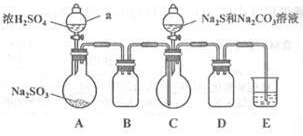 浓H₂SO₄
a
Na₂S和Na₂CO₃溶液
Na₂SO₃
A
B
C
D
E